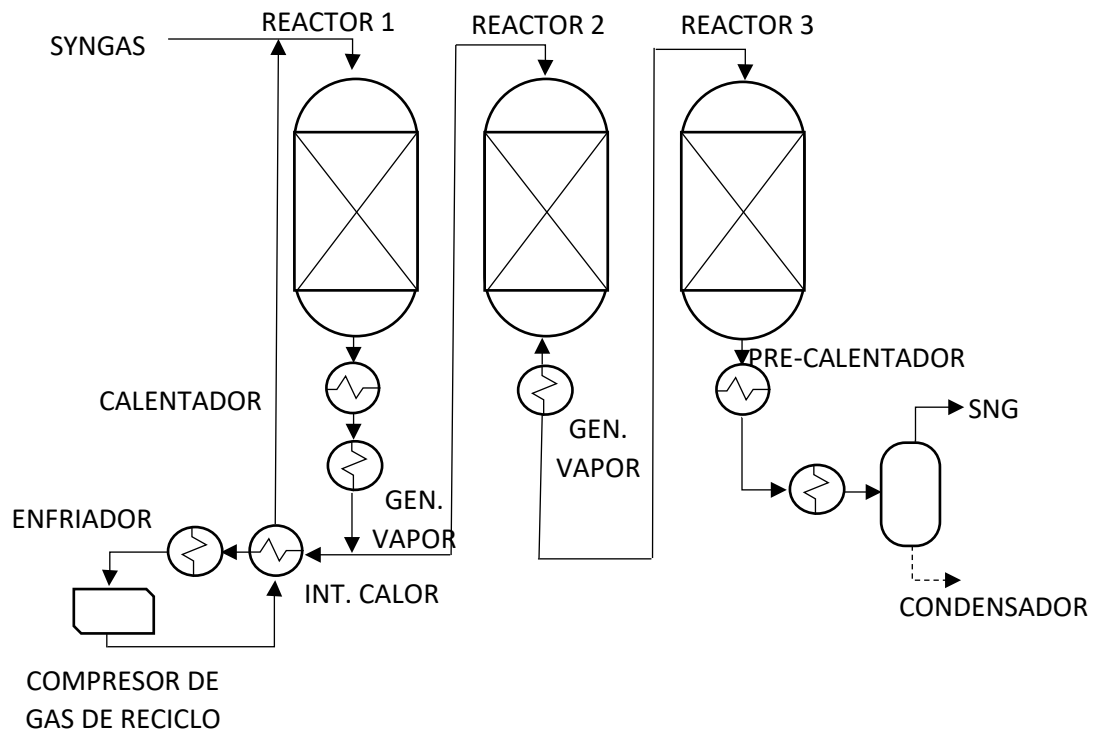 REACTOR 1
REACTOR 2
REACTOR 3
SYNGAS
PRE-CALENTADOR
CALENTADOR
SNG
GEN.
VAPOR
GEN.
VAPOR
ENFRIADOR
INT. CALOR
CONDENSADOR
COMPRESOR DE
GAS DE RECICLO